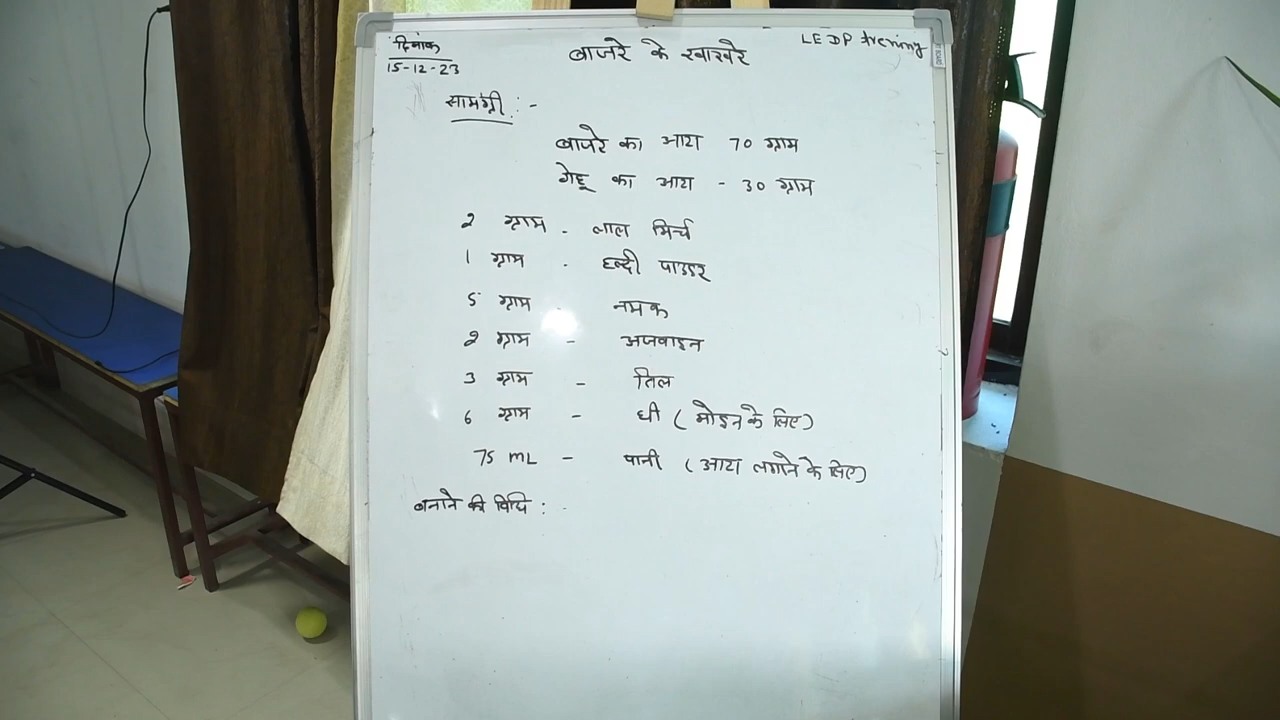 दिनांक
15-12-23
बाजरे के खाखरे
LEDP trening
सामग्री :-
बाजरे का आटा 70 ग्राम
गेहू का आटा - 30 ग्राम
2 ग्राम - लाल मिर्च
1 ग्राम - हल्दी पाउडर
5 ग्राम नमक
2 ग्राम - अजवाइन
3 ग्राम - तिल
6 ग्राम - घी ( मोइन के लिए)
75 ML - पानी (आटा लगाने के लिए)
बनाने की विधि : -